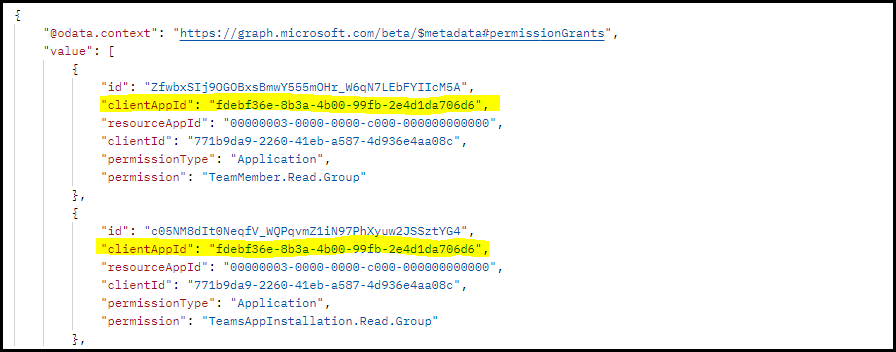 {
"@odata.context": "https://graph.microsoft.com/beta/$metadata#permissionGrants",
"value": [
{
"id": "ZfwbxSIj9OGOBxsBmwY555mOHr_W6qN7LEbFYIIcM5A",
"clientAppId": "fdebf36e-8b3a-4b00-99fb-2e4d1da706d6",
"resourceAppId": "00000003-0000-0000-c000-000000000000",
"clientId": "771b9da9-2260-41eb-a587-4d936e4aa08c",
"permissionType": "Application",
"permission": "TeamMember.Read.Group"
},
{
"id": "c05NM8dIt0NeqfV_WQPqvmZ1iN97PhXyuw2JSSztYG4",
"clientAppId": "fdebf36e-8b3a-4b00-99fb-2e4d1da706d6",
"resourceAppId": "00000003-0000-0000-c000-000000000000",
"clientId": "771b9da9-2260-41eb-a587-4d936e4aa08c",
"permissionType": "Application",
"permission": "TeamsAppInstallation.Read.Group"
},